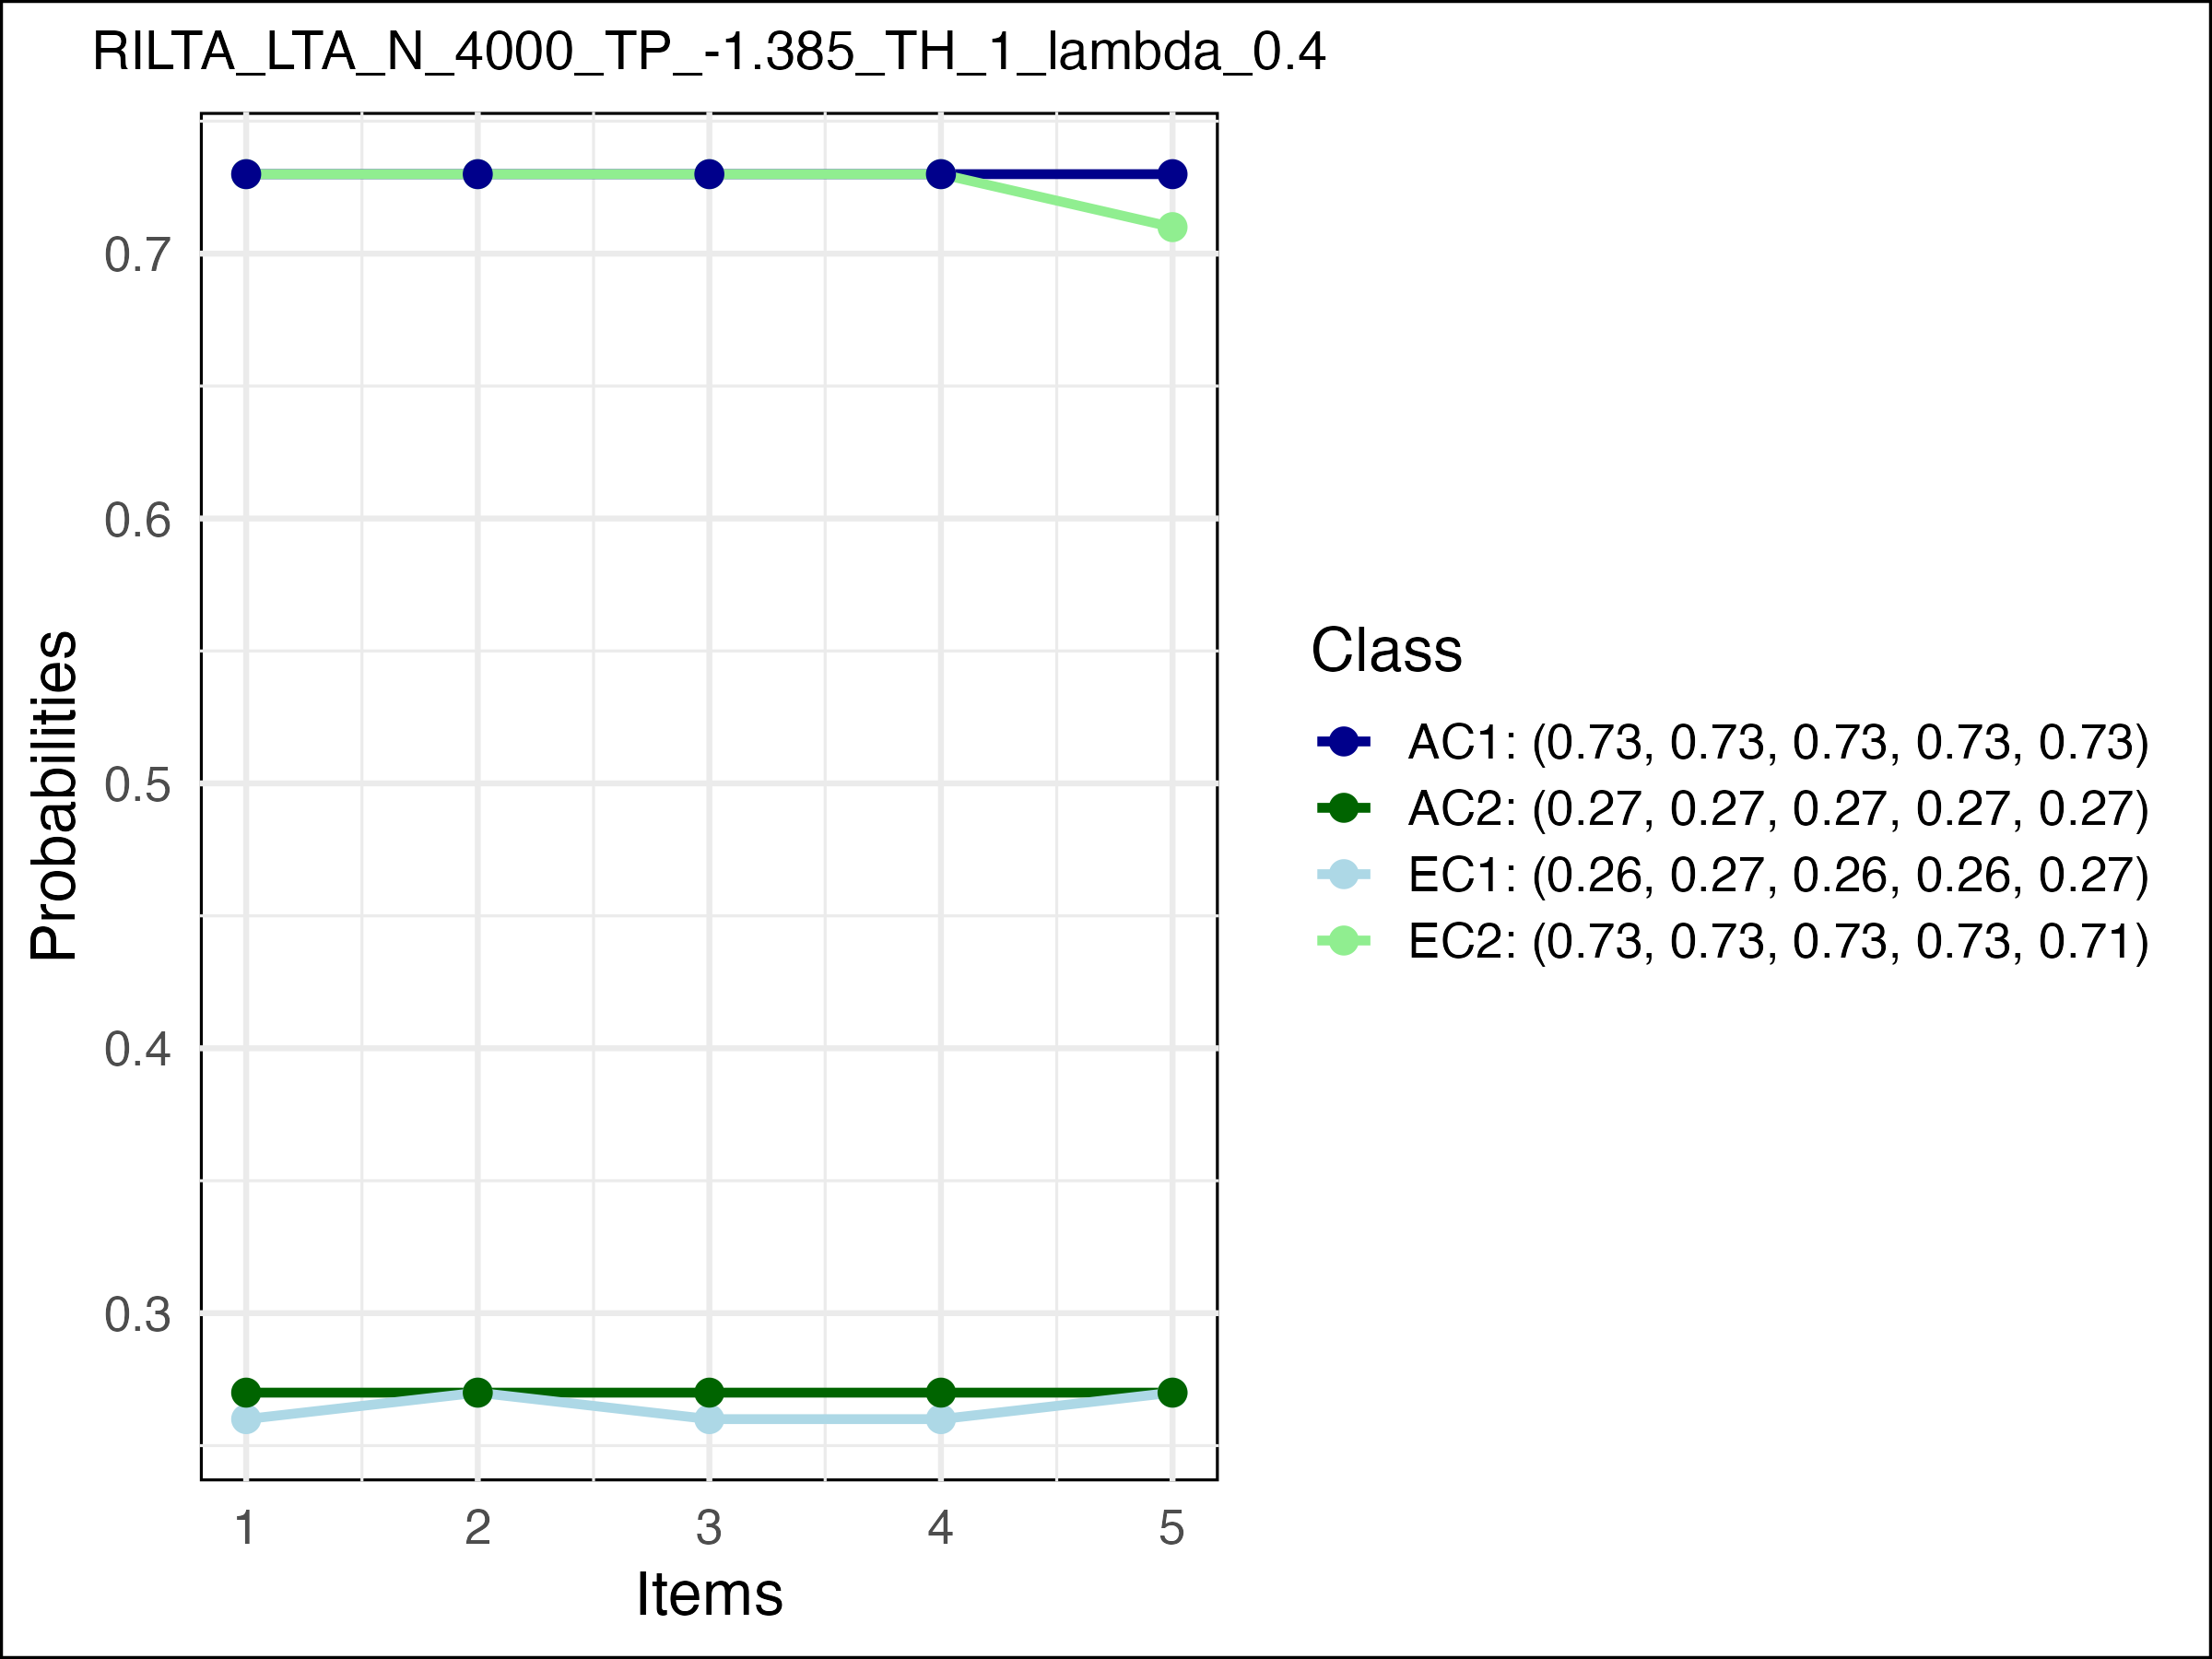 RILTA_LTA_N_4000_TP_-1.385_TH_1_lambda_0.4
0.7
0.6
0.5
0.4
0.3
Probabilities
1 2 3 4 5
Items
Class
AC1: (0.73, 0.73, 0.73, 0.73, 0.73)
AC2: (0.27, 0.27, 0.27, 0.27, 0.27)
EC1: (0.26, 0.27, 0.26, 0.26, 0.27)
EC2: (0.73, 0.73, 0.73, 0.73, 0.71)